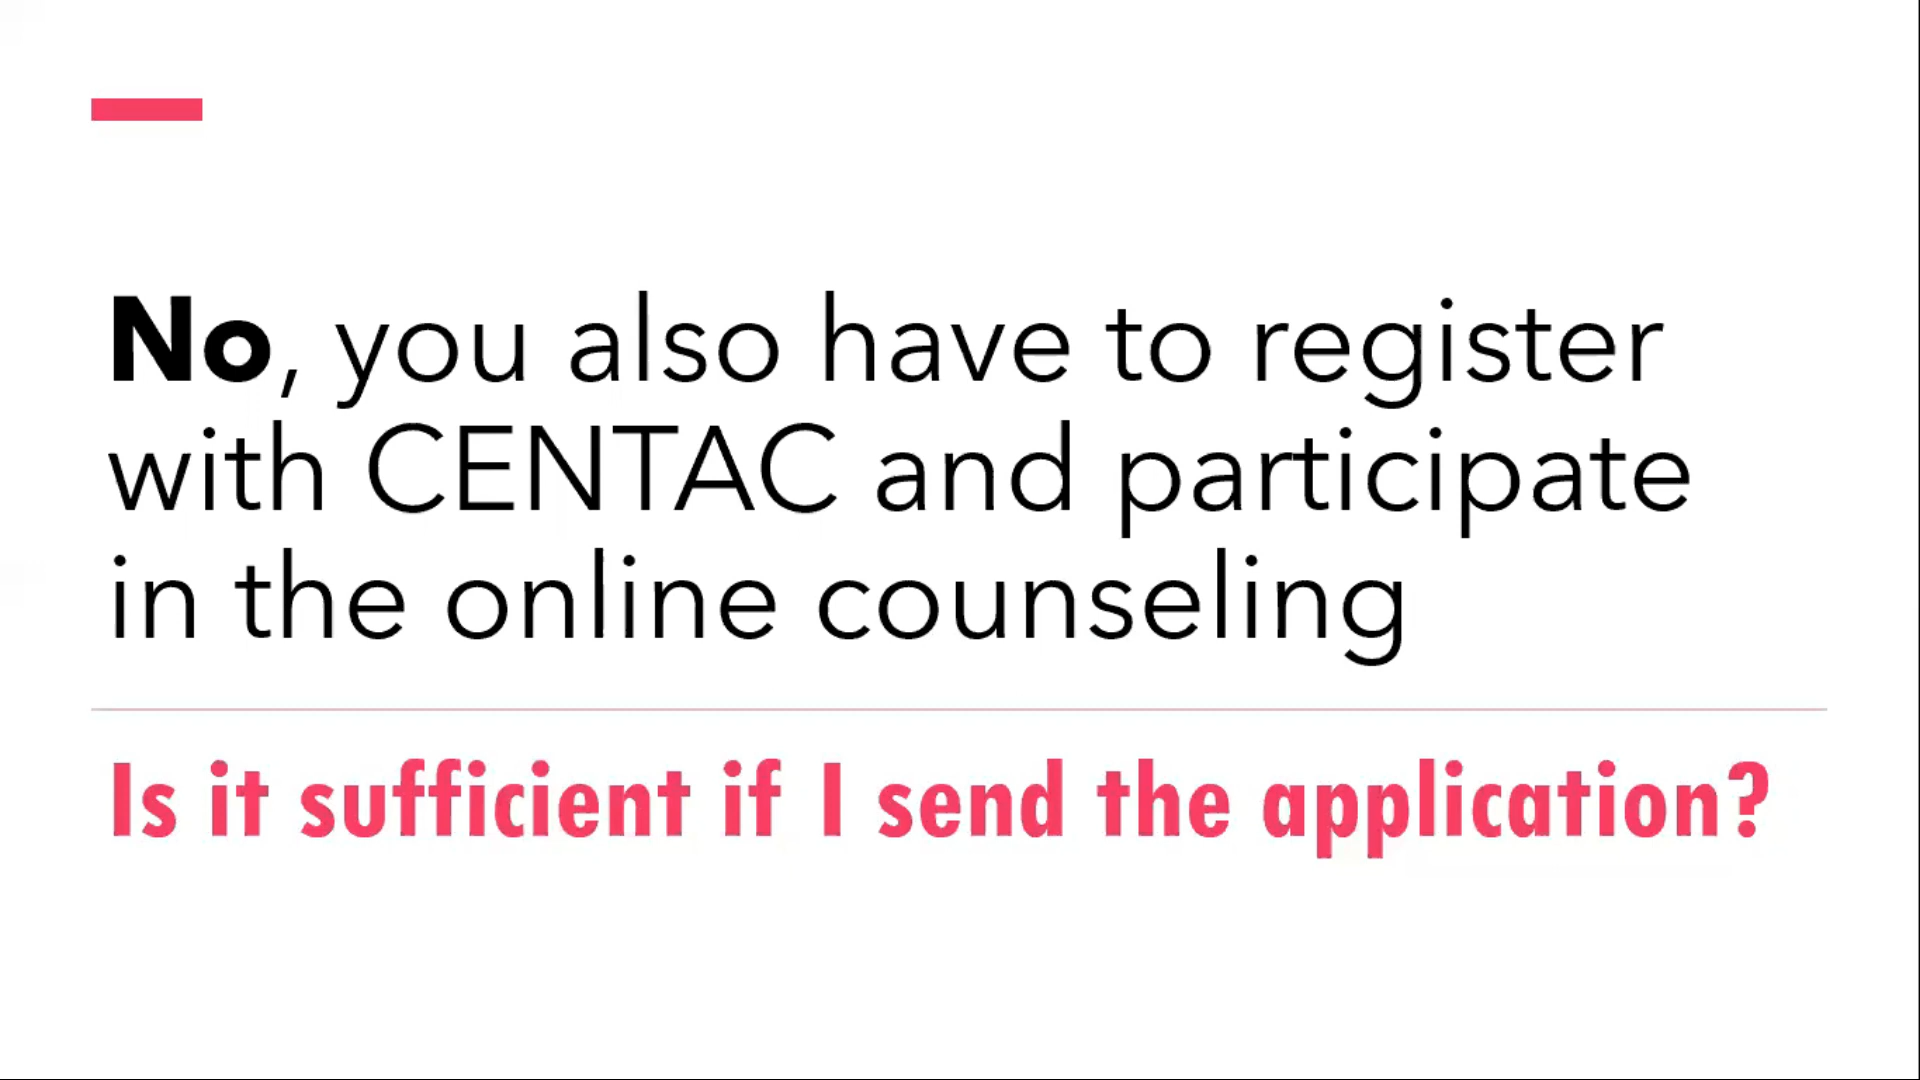 No, you also have to register
with CENTAC and participate
in the online counseling
Is it sufficient if I send the application?